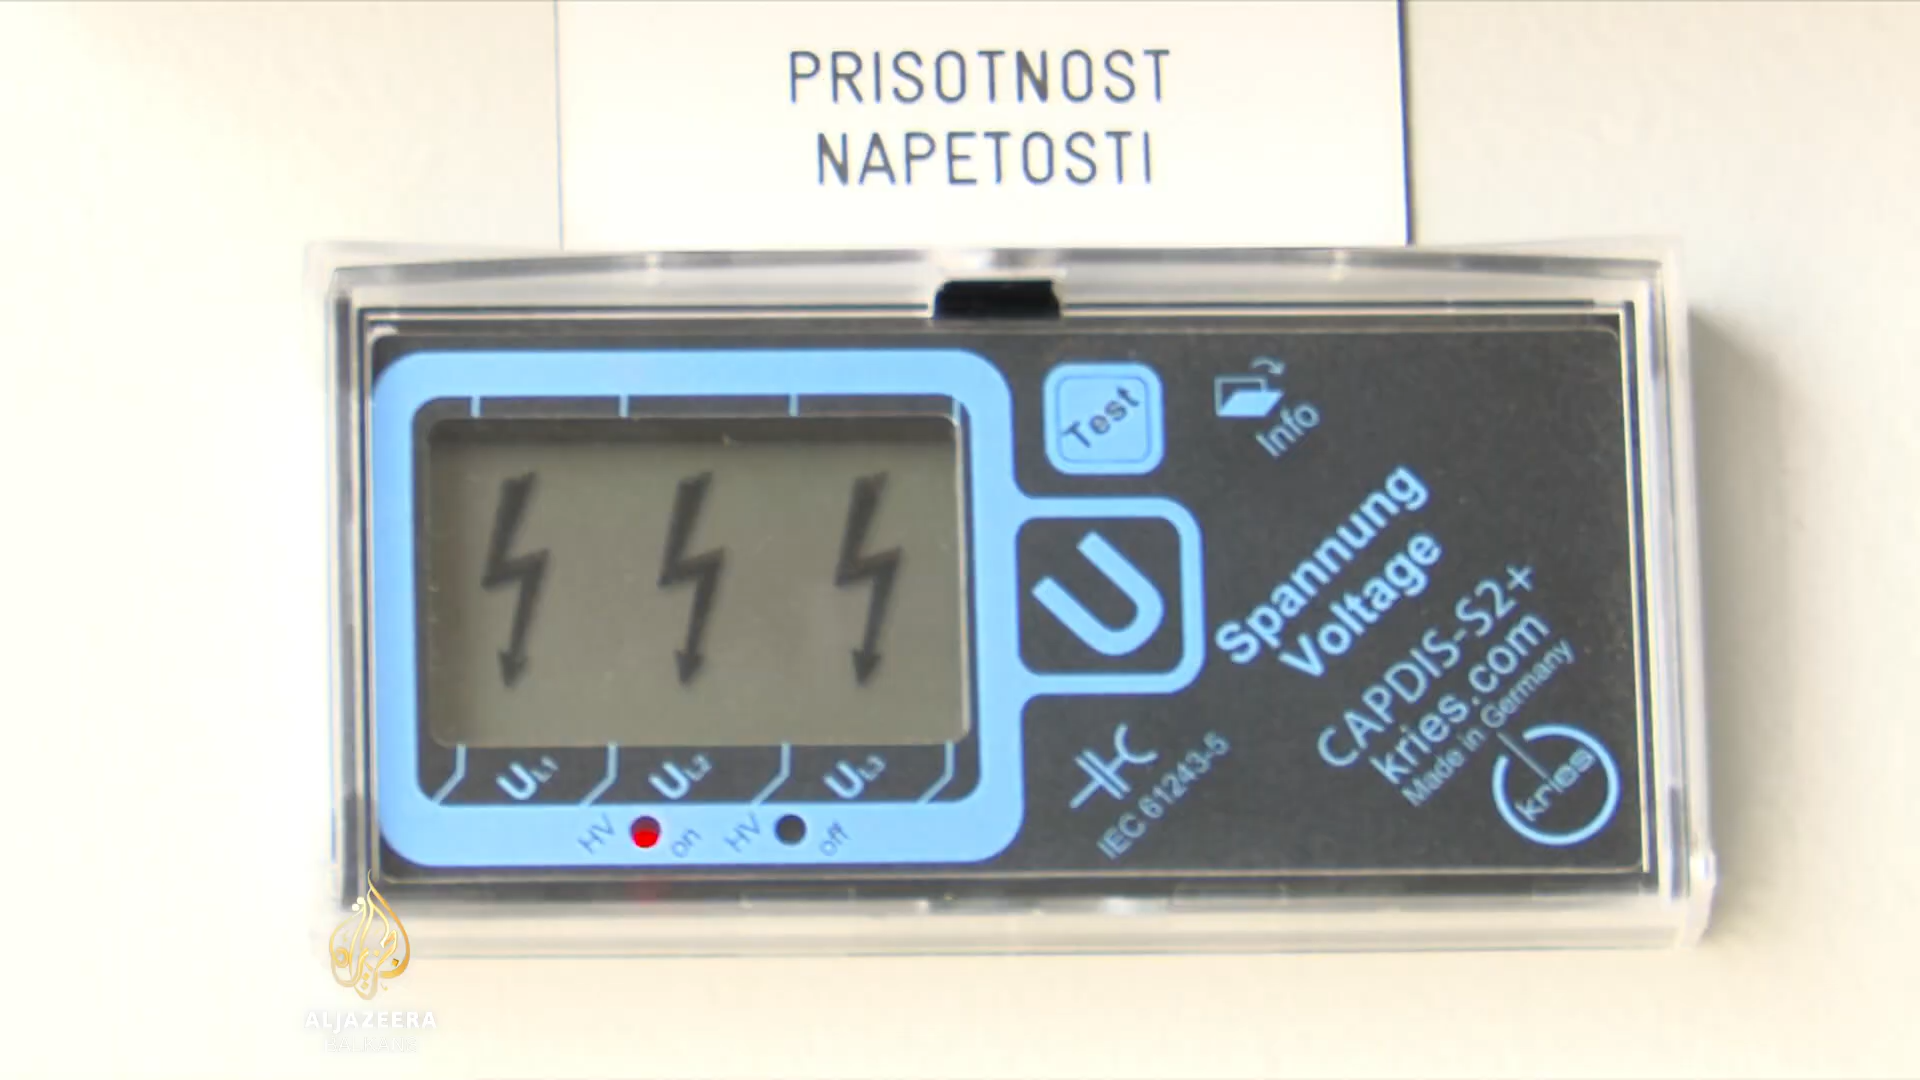 PRISOTNOST
NAPETOSTI
Test
Info
U
Spannung
Voltage
CAPDIS-S2+
kries.com
Made in Germany
kries
UL1
UL2
UL3
HV on
HV off
IEC 61243-5
ALJAZEERA
BALKANS